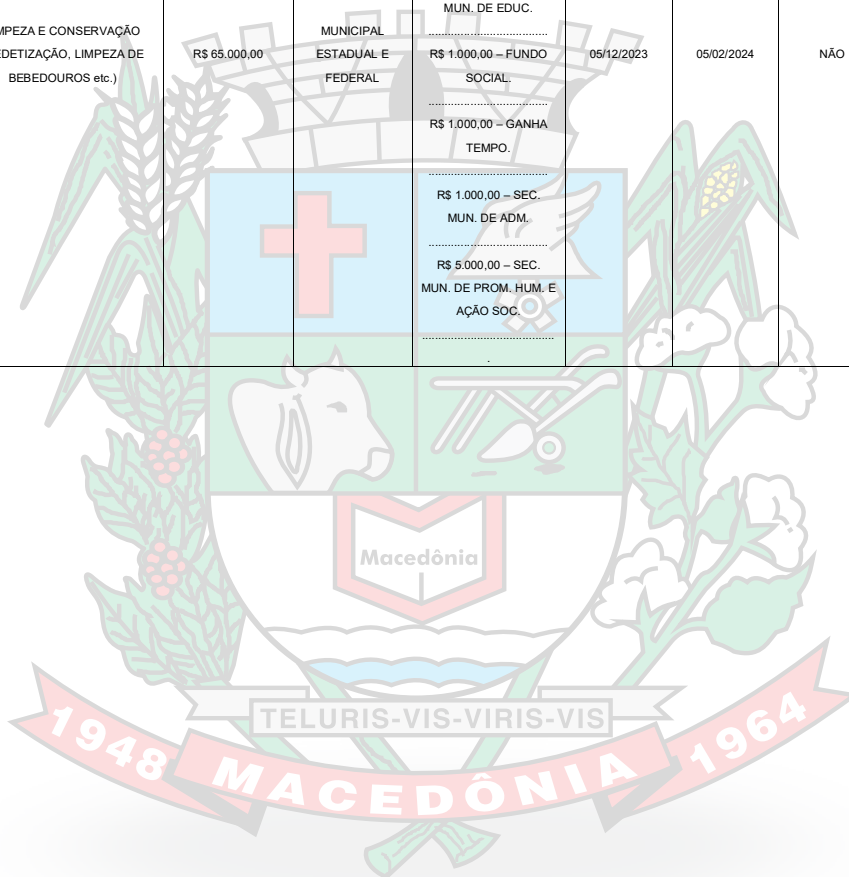 MUN. DE EDUC.
MPEZA E CONSERVAÇÃO
DETIZAÇÃO, LIMPEZA DE
BEBEDOUROS etc.)
R$ 65.000,00
MUNICIPAL
ESTADUAL E
FEDERAL
R$ 1.000,00 – FUNDO
SOCIAL.
R$ 1.000,00 – GANHA
TEMPO.
R$ 1.000,00 – SEC.
MUN. DE ADM.
R$ 5.000,00 – SEC.
MUN. DE PROM. HUM. E
AÇÃO SOC.
05/12/2023
05/02/2024
NÃO
Macedônia
TELURIS-VIS-VIRIS-VIS
1948
MACEDÔNIA
1964